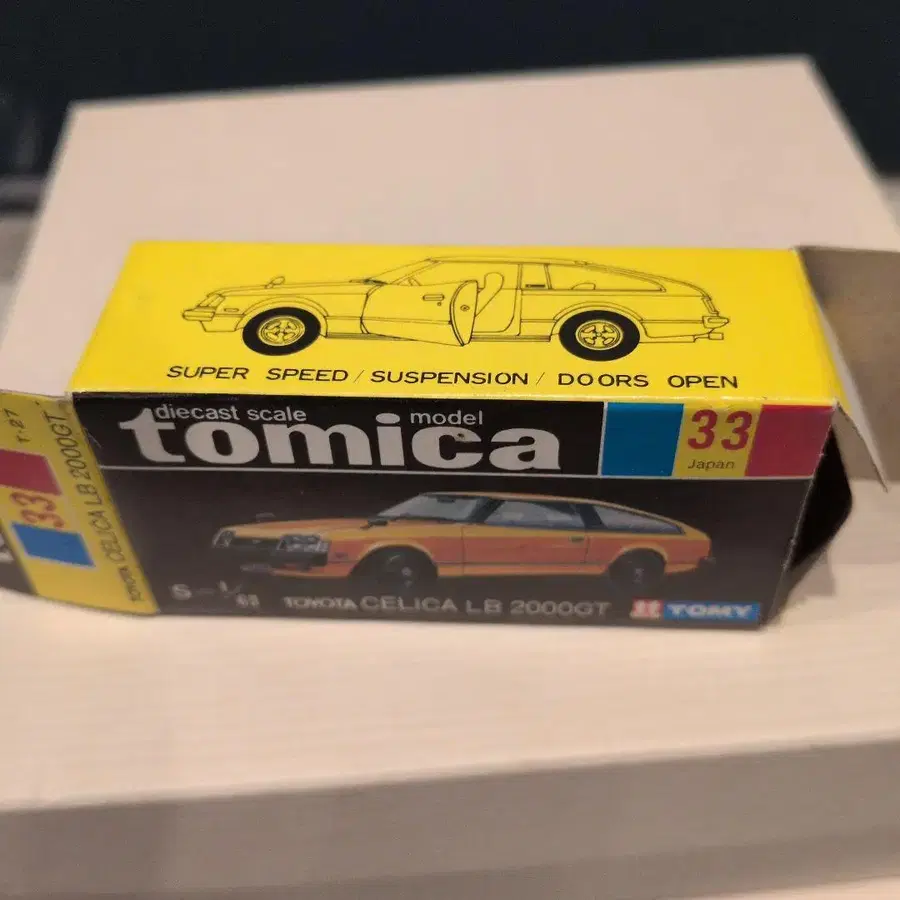 SUPER SPEED / SUSPENSION / DOORS OPEN
diecast scale model
tomica
33
Japan
S=1/63 TOYOTA CELICA LB 2000GT TOMY
T-27
33
TOYOTA CELICA LB 2000GT